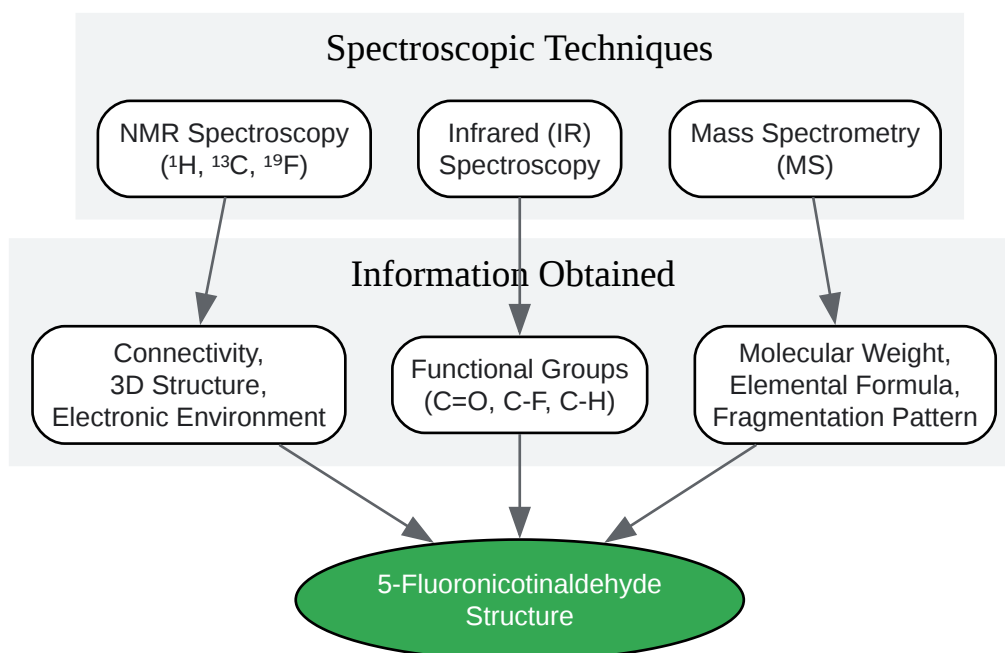 Spectroscopic Techniques
NMR Spectroscopy
(¹H, ¹³C, ¹⁹F)
Infrared (IR)
Spectroscopy
Mass Spectrometry
(MS)
Information Obtained
Connectivity,
3D Structure,
Electronic Environment
Functional Groups
(C=O, C-F, C-H)
Molecular Weight,
Elemental Formula,
Fragmentation Pattern
5-Fluoronicotinaldehyde
Structure